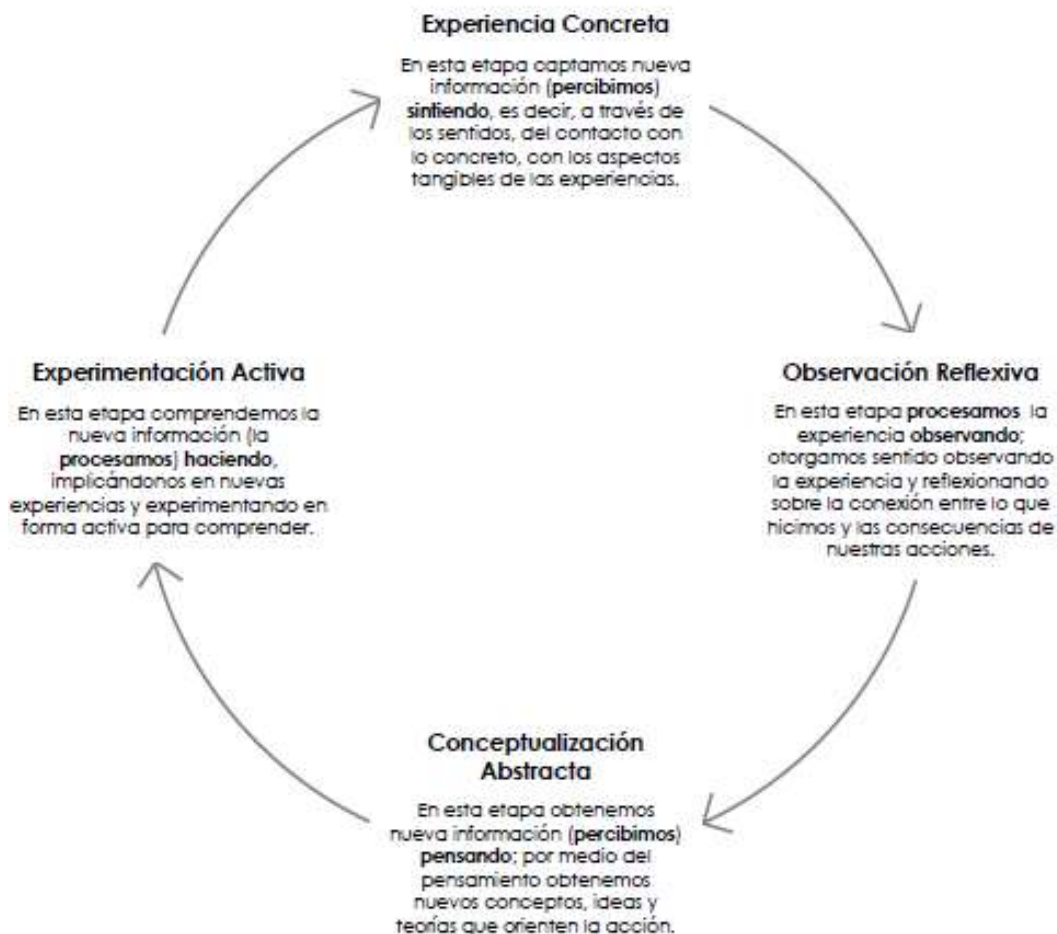 Experiencia Concreta
En esta etapa captamos nueva
información (percibimos)
sintiendo, es decir, a través de
los sentidos, del contacto con
lo concreto, con los aspectos
tangibles de las experiencias.
Observación Reflexiva
En esta etapa procesamos la
experiencia observando;
otorgamos sentido observando
la experiencia y reflexionando
sobre la conexión entre lo que
hicimos y las consecuencias de
nuestras acciones.
Conceptualización
Abstracta
En esta etapa obtenemos
nueva información (percibimos)
pensando; por medio del
pensamiento obtenemos
nuevos conceptos, ideas y
teorías que orienten la acción.
Experimentación Activa
En esta etapa comprendemos la
nueva información (la
procesamos) haciendo,
implicándonos en nuevas
experiencias y experimentando en
forma activa para comprender.